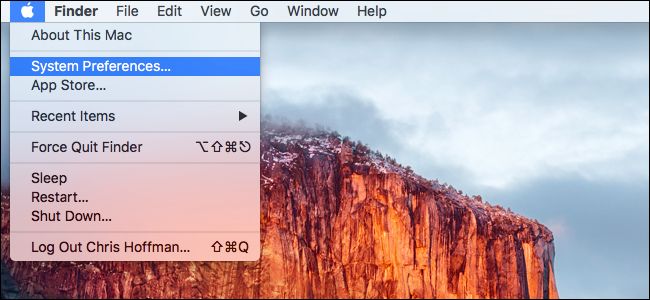 Finder File Edit View Go Window Help
About This Mac
System Preferences...
App Store...
Recent Items ▶
Force Quit Finder ⌥⇧⌘⎋
Sleep
Restart...
Shut Down...
Log Out Chris Hoffman... ⇧⌘Q